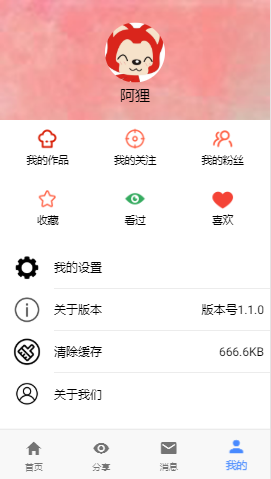 阿狸
我的作品 我的关注 我的粉丝
收藏 看过 喜欢
我的设置
关于版本 版本号1.1.0
清除缓存 666.6KB
关于我们
首页 分享 消息 我的